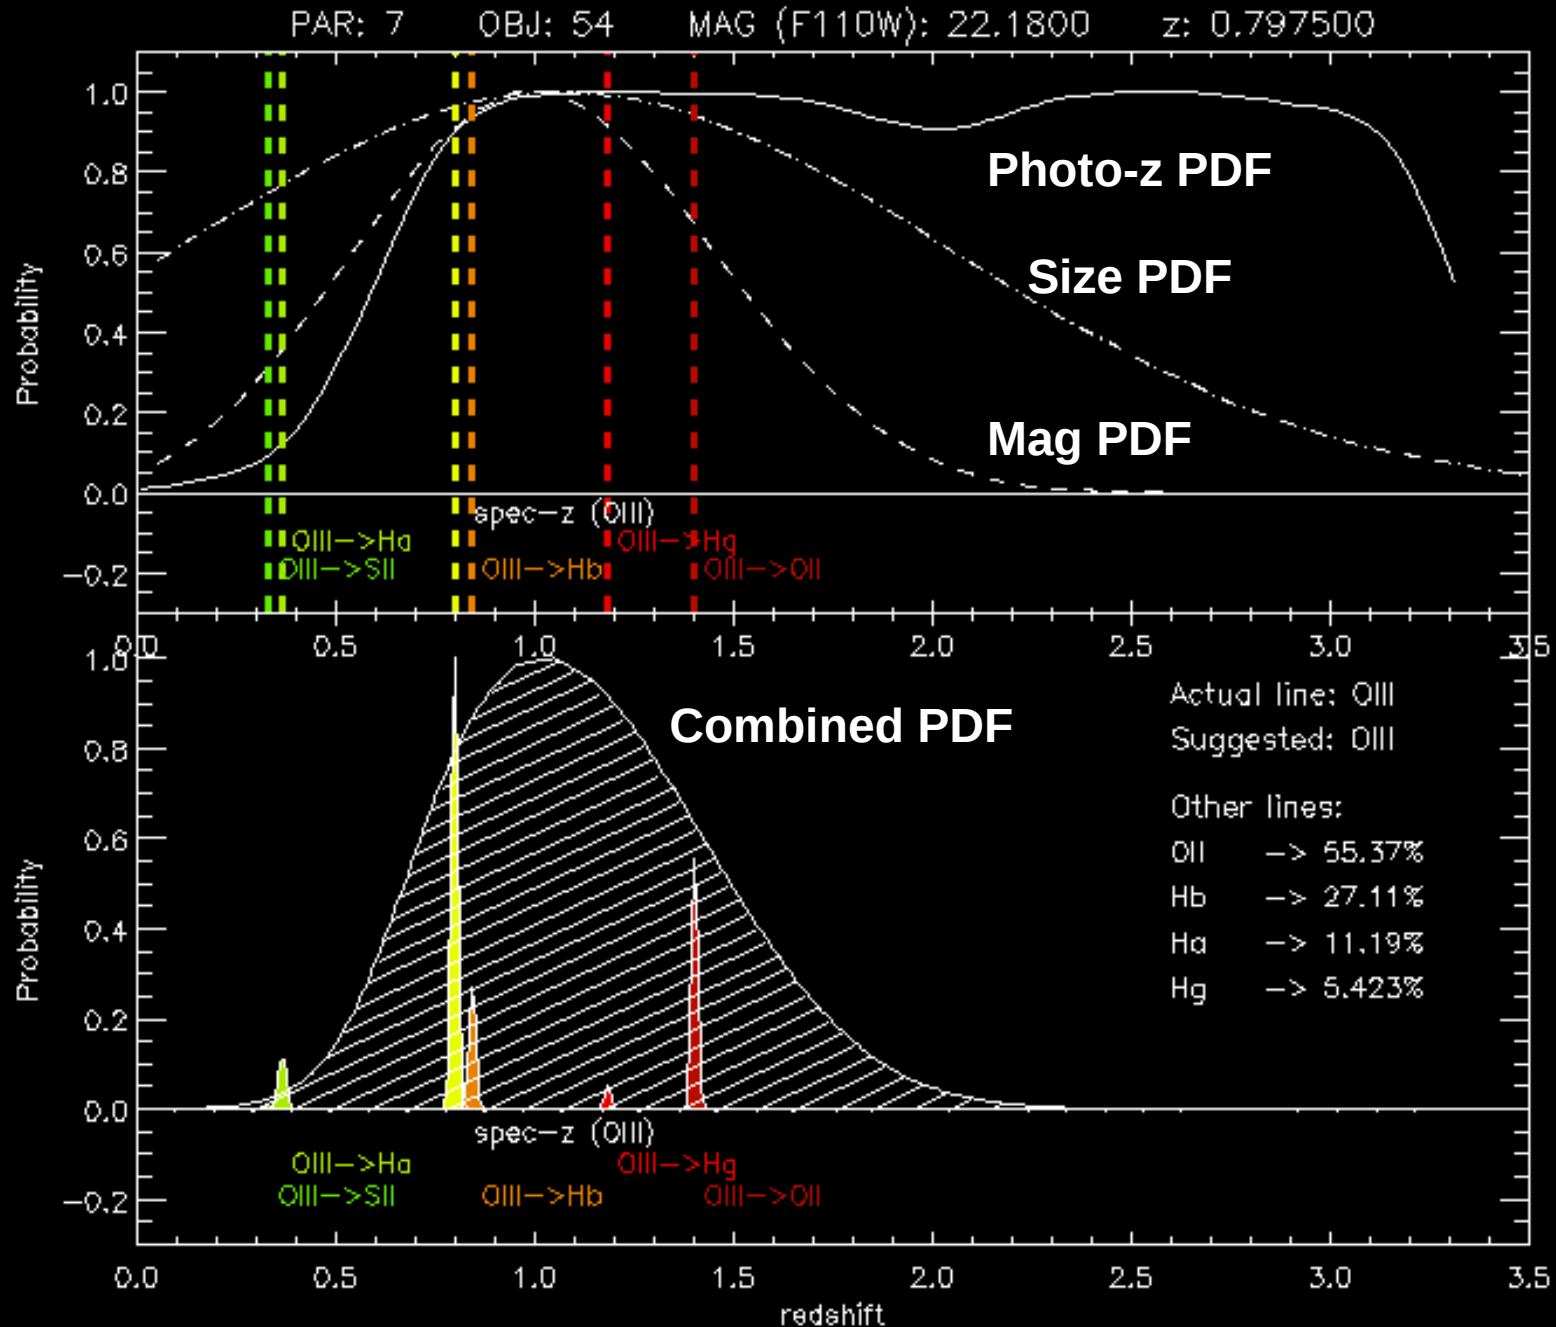 PAR: 7 OBJ: 54 MAG (F110W): 22.1800 z: 0.797500
1.0
0.8
Photo-z PDF
0.6
Size PDF
Probability
0.4
0.2
Mag PDF
0.0
spec-z (OIII)
OIII->Ha OIII->Hg
-0.2
OIII->SII OIII->Hb OIII->OII
0.0 0.5 1.0 1.5 2.0 2.5 3.0 3.5
1.0
Actual line: OIII
Combined PDF
Suggested: OIII
0.8
Other lines:
0.6
OII -> 55.37%
Hb -> 27.11%
Probability
0.4
Ha -> 11.19%
Hg -> 5.423%
0.2
0.0
spec-z (OIII)
OIII->Ha OIII->Hg
-0.2
OIII->SII OIII->Hb OIII->OII
0.0 0.5 1.0 1.5 2.0 2.5 3.0 3.5
redshift